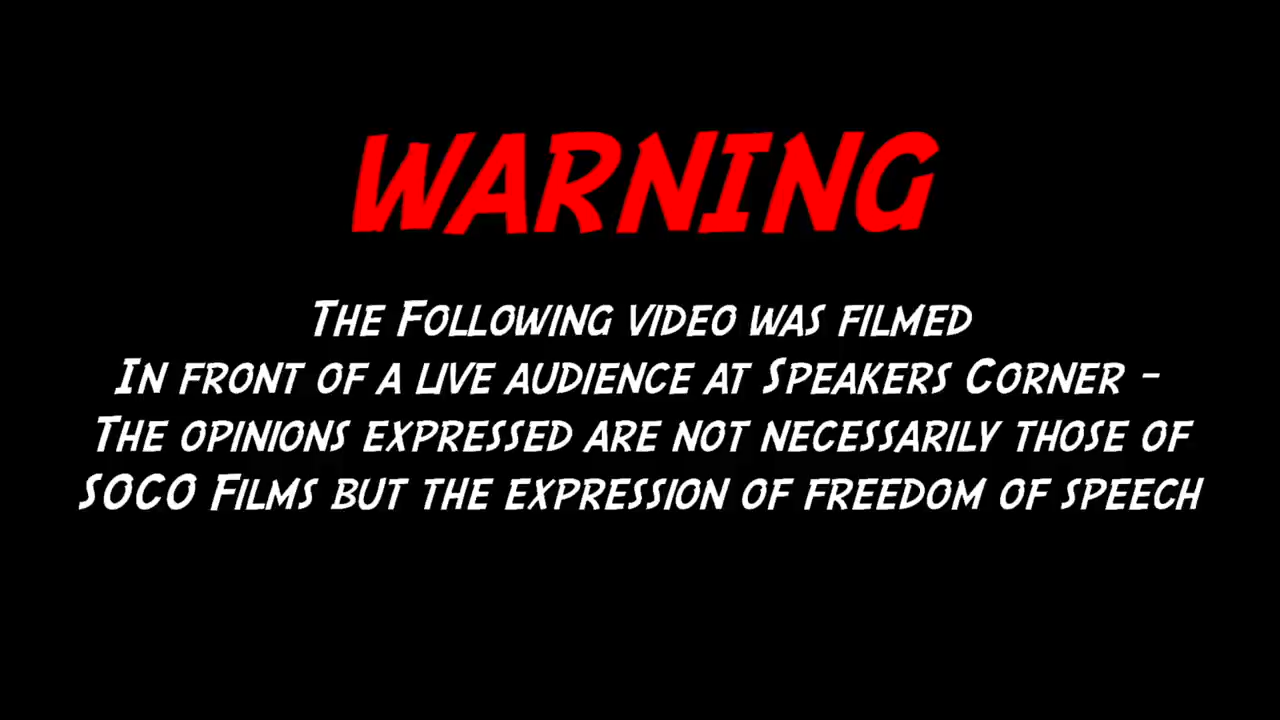 WARNING
THE FOLLOWING VIDEO WAS FILMED
IN FRONT OF A LIVE AUDIENCE AT SPEAKERS CORNER -
THE OPINIONS EXPRESSED ARE NOT NECESSARILY THOSE OF
SOCO FILMS BUT THE EXPRESSION OF FREEDOM OF SPEECH